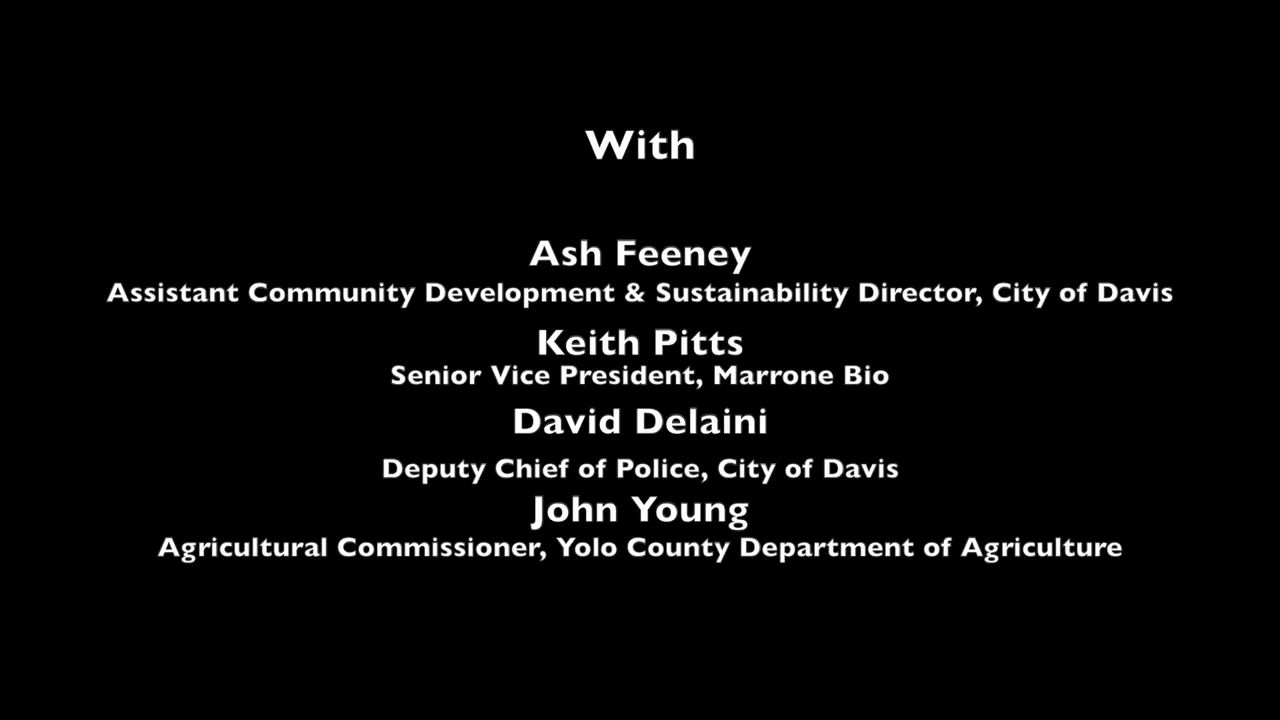 With
Ash Feeney
Assistant Community Development & Sustainability Director, City of Davis
Keith Pitts
Senior Vice President, Marrone Bio
David Delaini
Deputy Chief of Police, City of Davis
John Young
Agricultural Commissioner, Yolo County Department of Agriculture